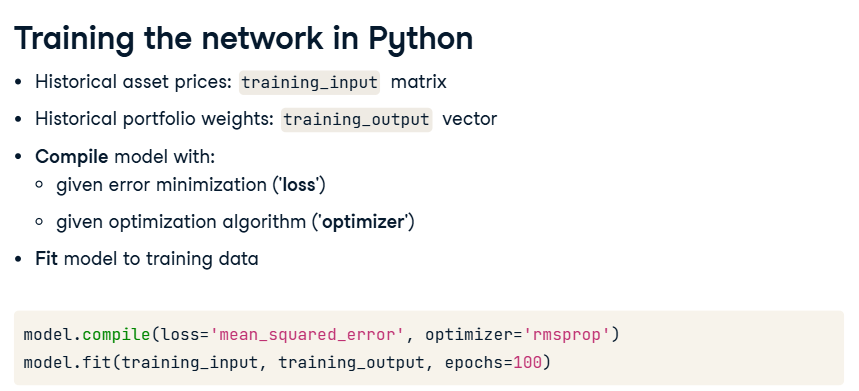 Training the network in Python
• Historical asset prices: training_input matrix
• Historical portfolio weights: training_output vector
• Compile model with:
○ given error minimization ('loss')
○ given optimization algorithm ('optimizer')
• Fit model to training data
model.compile(loss='mean_squared_error', optimizer='rmsprop')
model.fit(training_input, training_output, epochs=100)